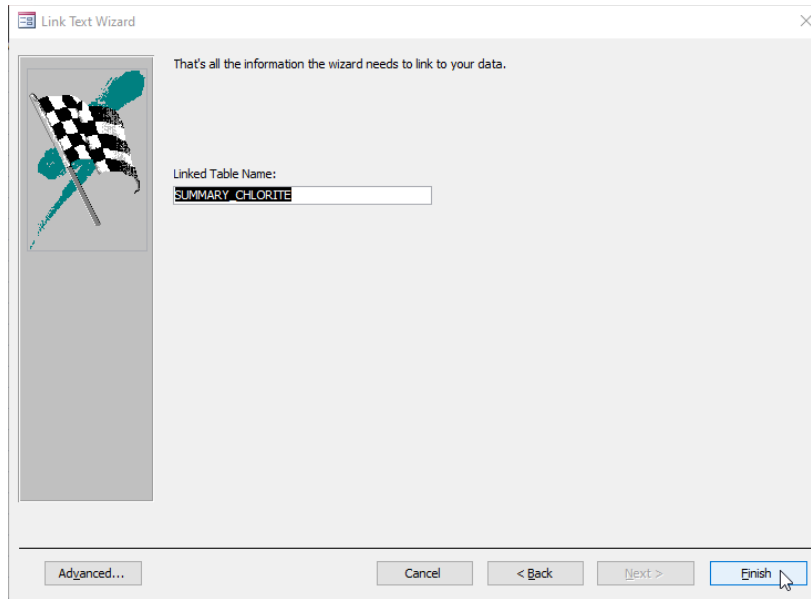 Link Text Wizard
That's all the information the wizard needs to link to your data.
Linked Table Name:
SUMMARY_CHLORITE
Advanced... Cancel < Back Next > Finish